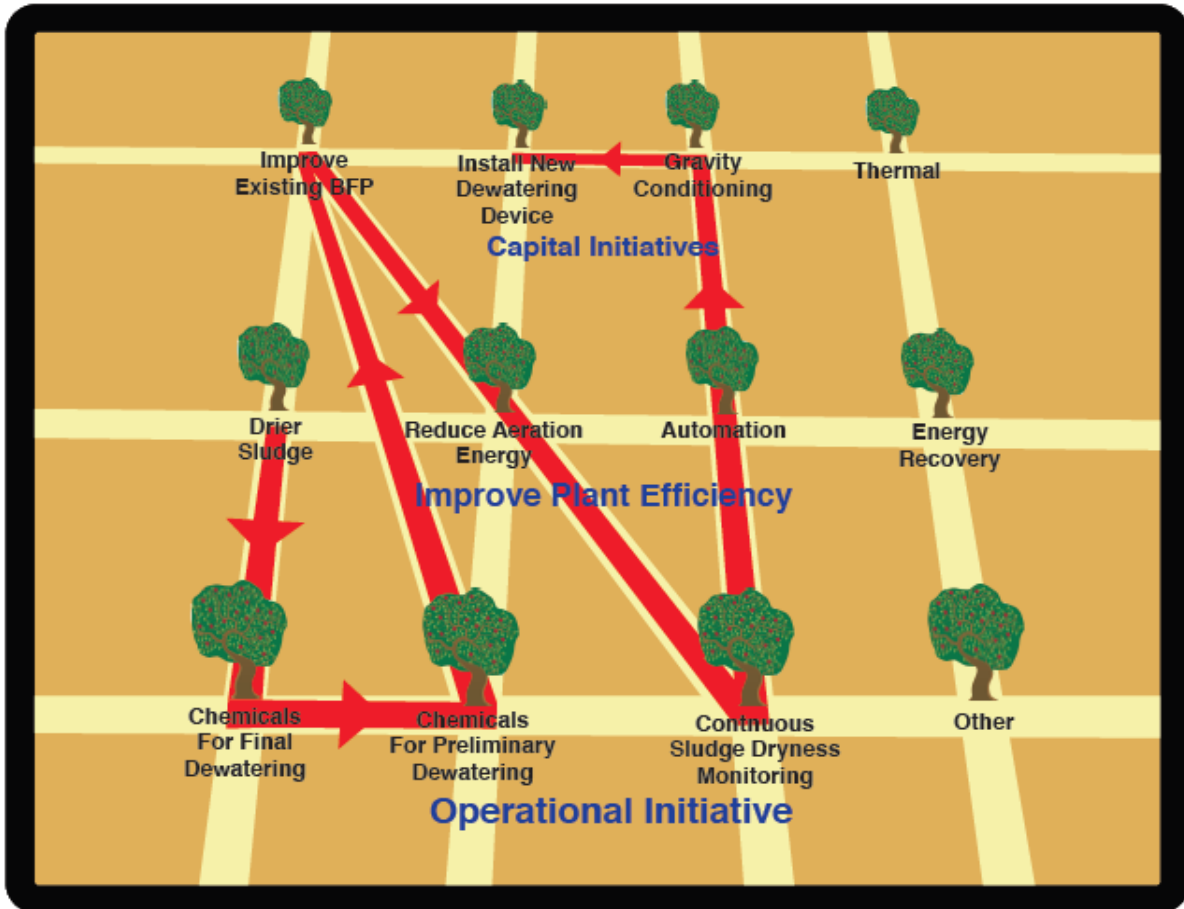 Improve
Existing BFP
Install New
Dewatering
Device
Gravity
Conditioning
Thermal
Capital Initiatives
Drier
Sludge
Reduce Aeration
Energy
Automation
Energy
Recovery
Improve Plant Efficiency
Chemicals
For Final
Dewatering
Chemicals
For Preliminary
Dewatering
Contnuous
Sludge Dryness
Monitoring
Other
Operational Initiative